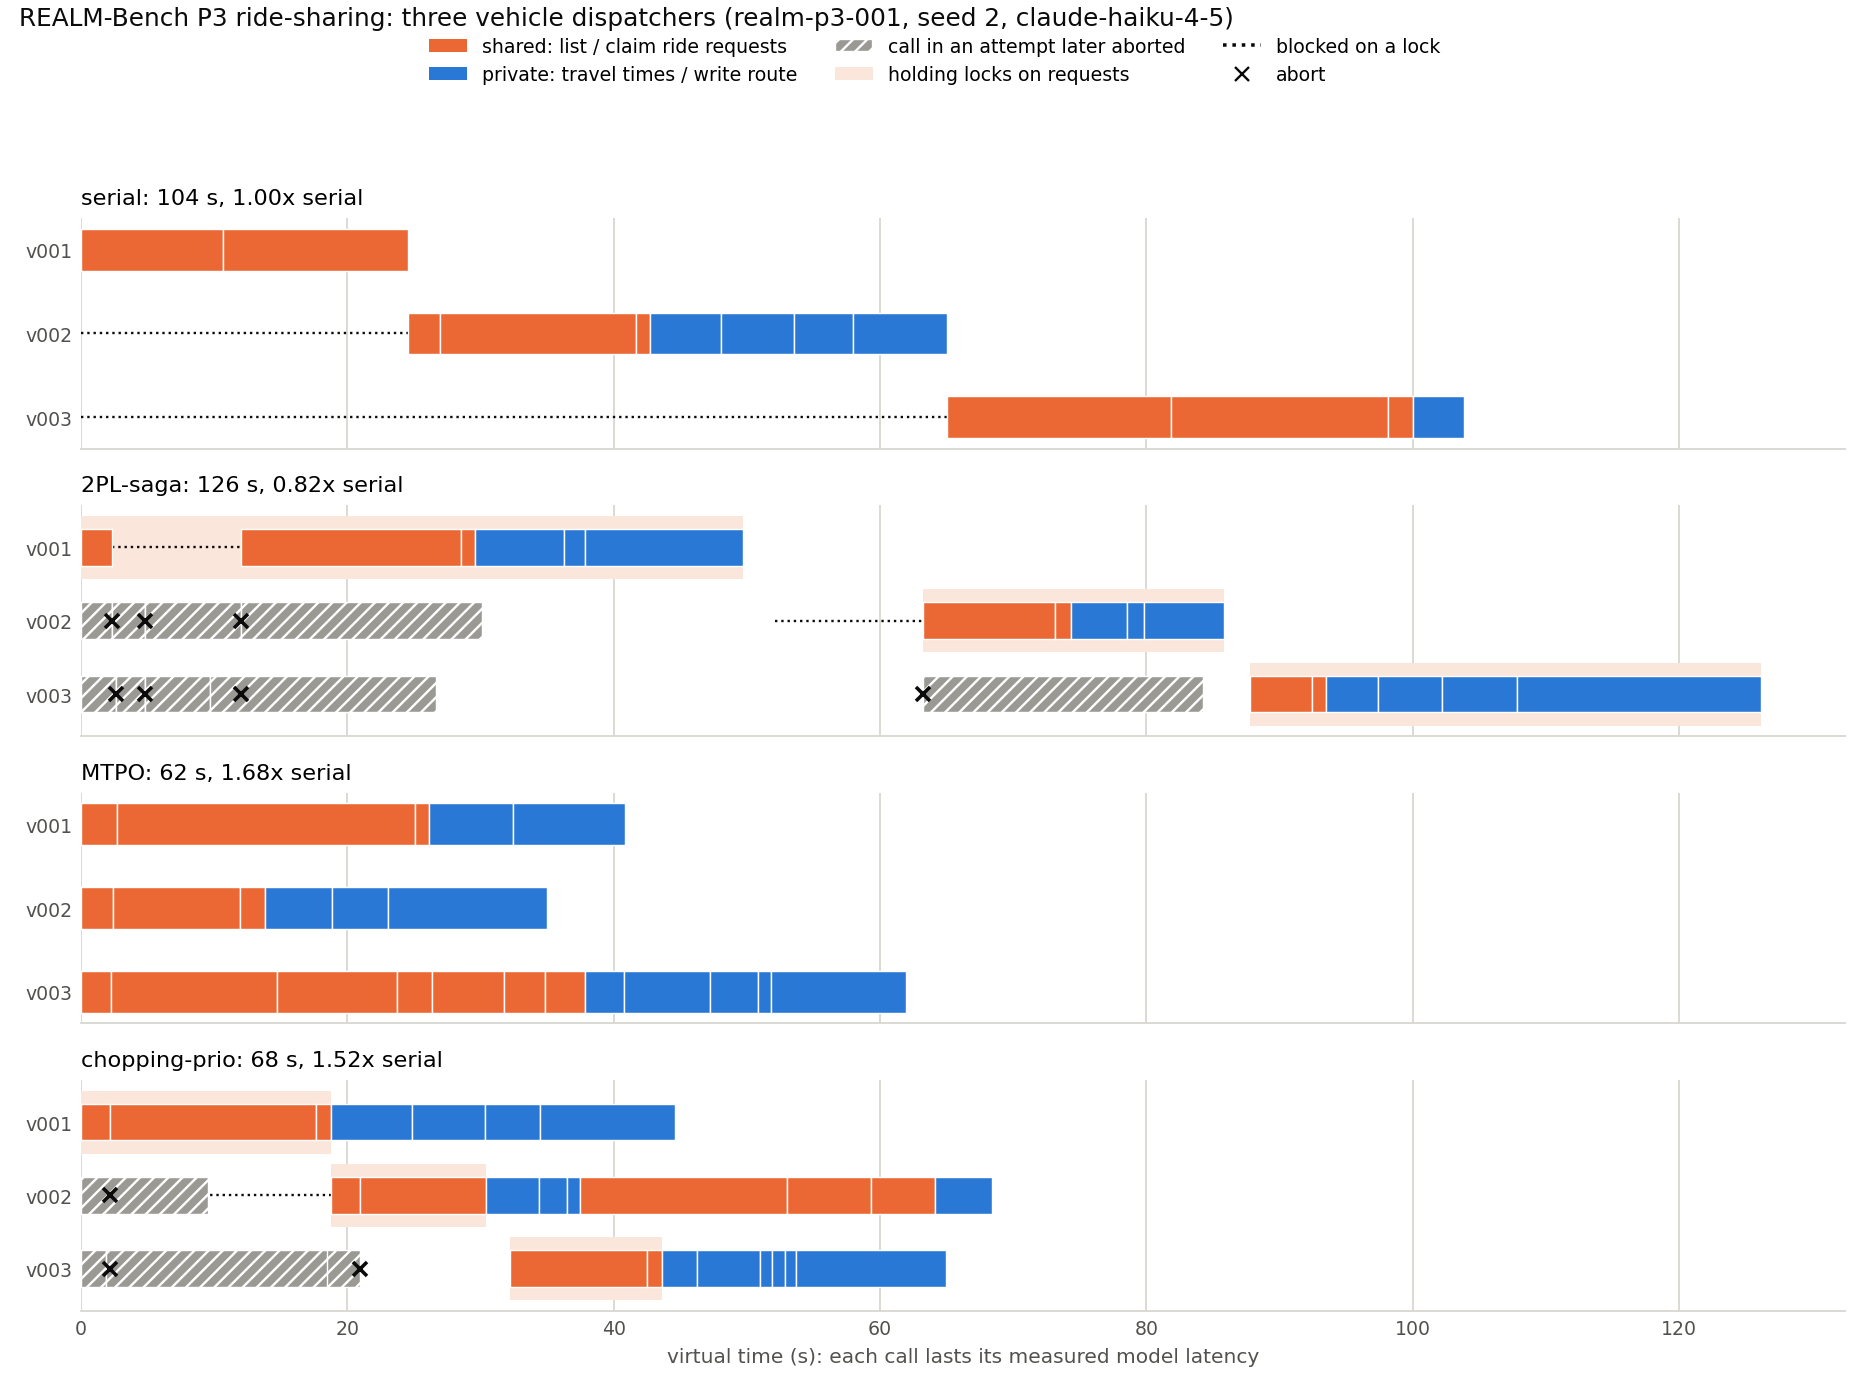 REALM-Bench P3 ride-sharing: three vehicle dispatchers (realm-p3-001, seed 2, claude-haiku-4-5)
shared: list / claim ride requests
private: travel times / write route
call in an attempt later aborted
holding locks on requests
blocked on a lock
abort
serial: 104 s, 1.00x serial
v001
v002
v003
2PL-saga: 126 s, 0.82x serial
v001
v002
v003
MTPO: 62 s, 1.68x serial
v001
v002
v003
chopping-prio: 68 s, 1.52x serial
v001
v002
v003
0 20 40 60 80 100 120
virtual time (s): each call lasts its measured model latency